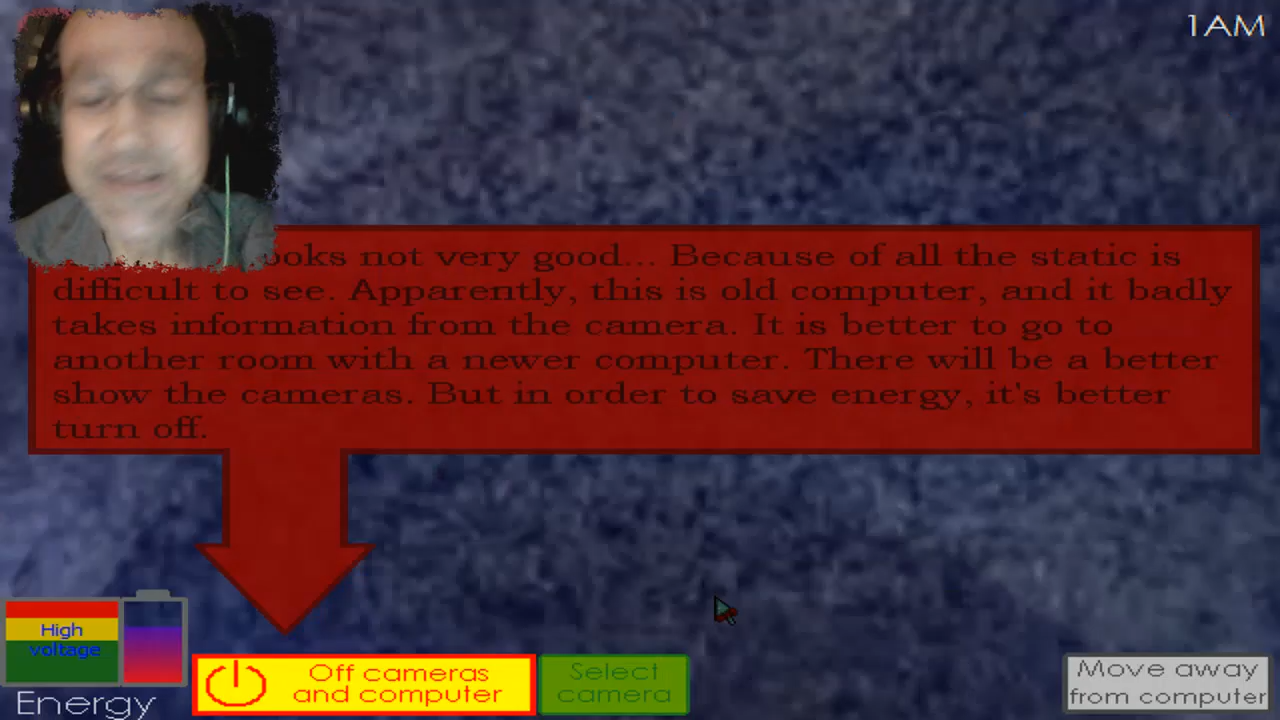 1AM
ooks not very good... Because of all the static is
difficult to see. Apparently, this is old computer, and it badly
takes information from the camera. It is better to go to
another room with a newer computer. There will be a better
show the cameras. But in order to save energy, it's better
turn off.
High
voltage
Energy
Off cameras
and computer
Select
camera
Move away
from computer